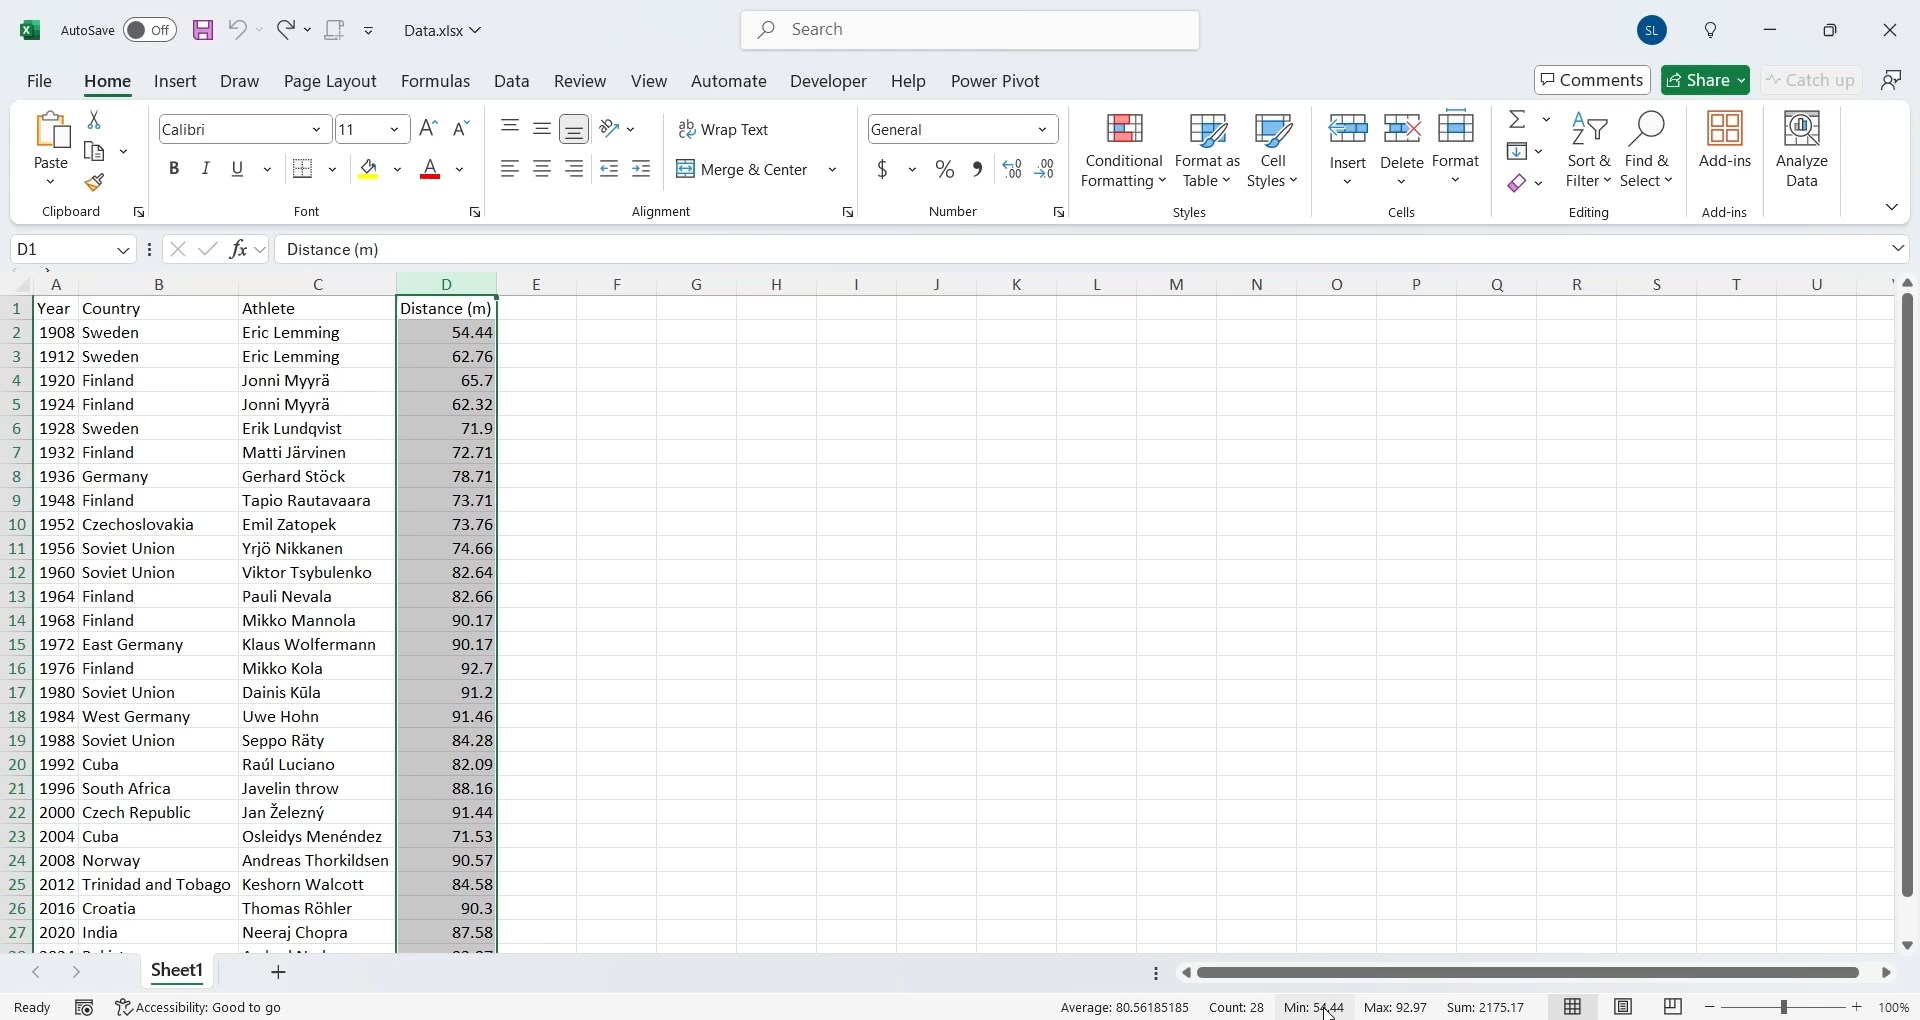 AutoSave Off Data.xlsx Search SL
File Home Insert Draw Page Layout Formulas Data Review View Automate Developer Help Power Pivot Comments Share Catch up
Paste Calibri 11 Wrap Text General Conditional Formatting Format as Table Cell Styles Insert Delete Format Sort & Filter Find & Select Add-ins Analyze Data
B I U Merge & Center $ % 9
Clipboard Font Alignment Number Styles Cells Editing Add-ins
D1 fx Distance (m)
A B C D E F G H I J K L M N O P Q R S T U
1 Year Country Athlete Distance (m)
2 1908 Sweden Eric Lemming 54.44
3 1912 Sweden Eric Lemming 62.76
4 1920 Finland Jonni Myyrä 65.7
5 1924 Finland Jonni Myyrä 62.32
6 1928 Sweden Erik Lundqvist 71.9
7 1932 Finland Matti Järvinen 72.71
8 1936 Germany Gerhard Stöck 78.71
9 1948 Finland Tapio Rautavaara 73.71
10 1952 Czechoslovakia Emil Zatopek 73.76
11 1956 Soviet Union Yrjö Nikkanen 74.66
12 1960 Soviet Union Viktor Tsybulenko 82.64
13 1964 Finland Pauli Nevala 82.66
14 1968 Finland Mikko Mannola 90.17
15 1972 East Germany Klaus Wolfermann 90.17
16 1976 Finland Mikko Kola 92.7
17 1980 Soviet Union Dainis Kūla 91.2
18 1984 West Germany Uwe Hohn 91.46
19 1988 Soviet Union Seppo Räty 84.28
20 1992 Cuba Raúl Luciano 82.09
21 1996 South Africa Javelin throw 88.16
22 2000 Czech Republic Jan Železný 91.44
23 2004 Cuba Osleidys Menéndez 71.53
24 2008 Norway Andreas Thorkildsen 90.57
25 2012 Trinidad and Tobago Keshorn Walcott 84.58
26 2016 Croatia Thomas Röhler 90.3
27 2020 India Neeraj Chopra 87.58
Sheet1
Ready Accessibility: Good to go Average: 80.56185185 Count: 28 Min: 54.44 Max: 92.97 Sum: 2175.17 100%